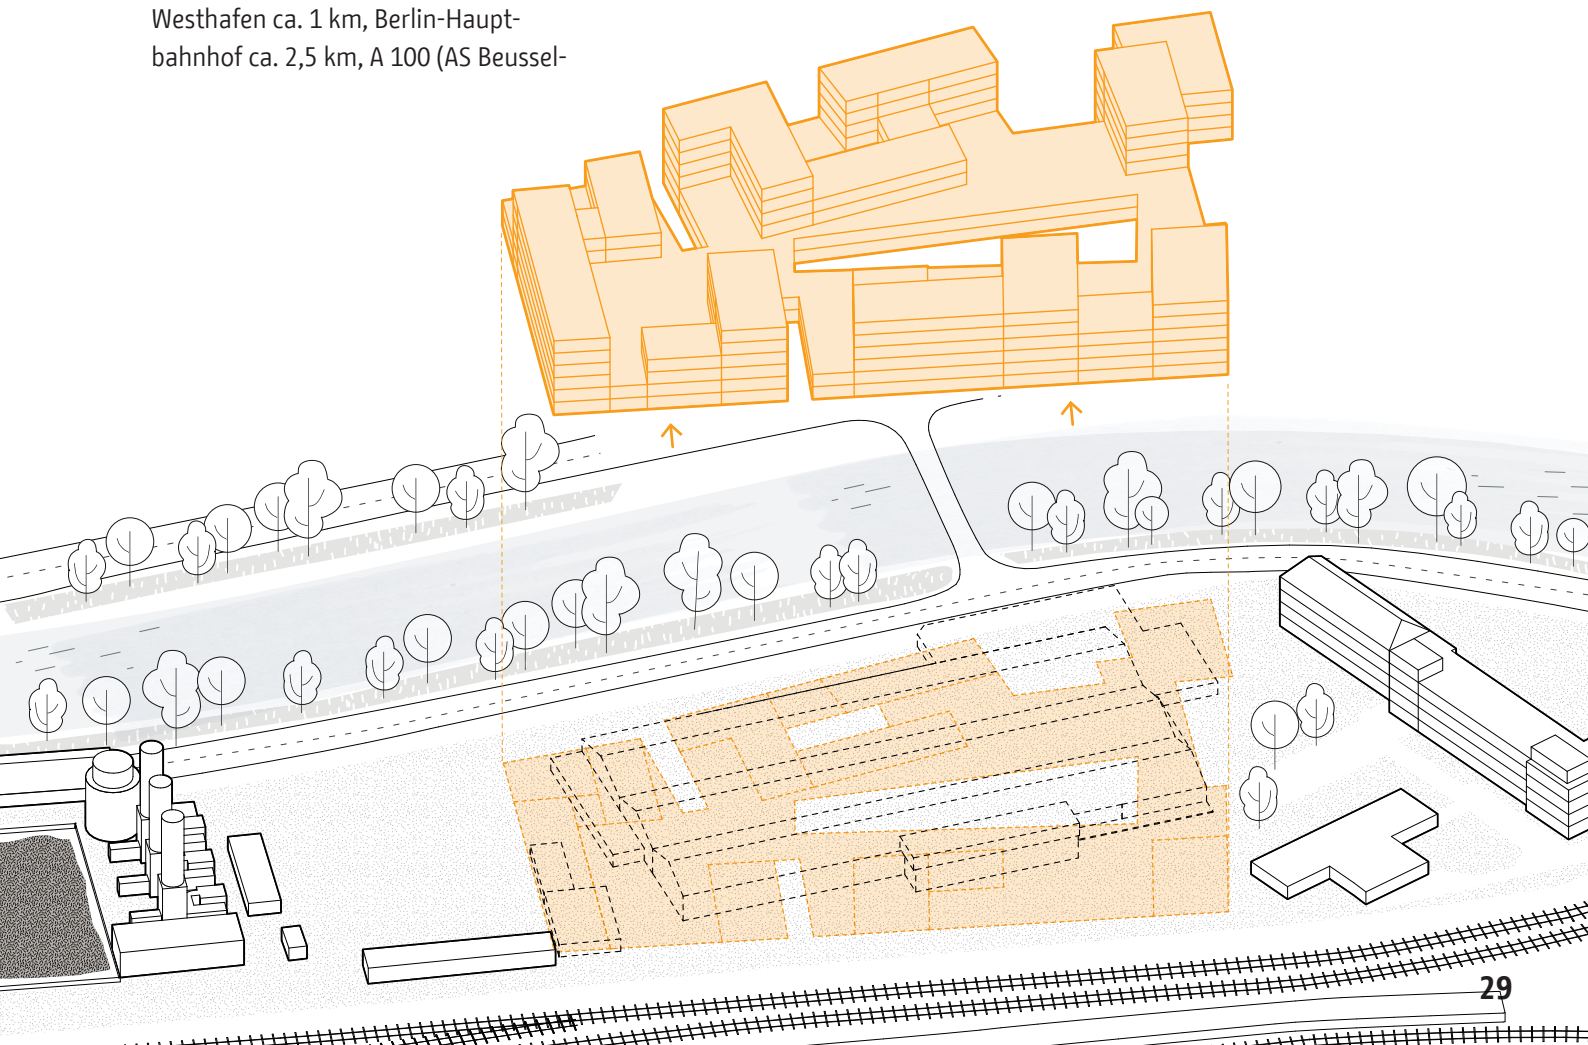 Westhafen ca. 1 km, Berlin-Haupt-
bahnhof ca. 2,5 km, A 100 (AS Beussel-
29